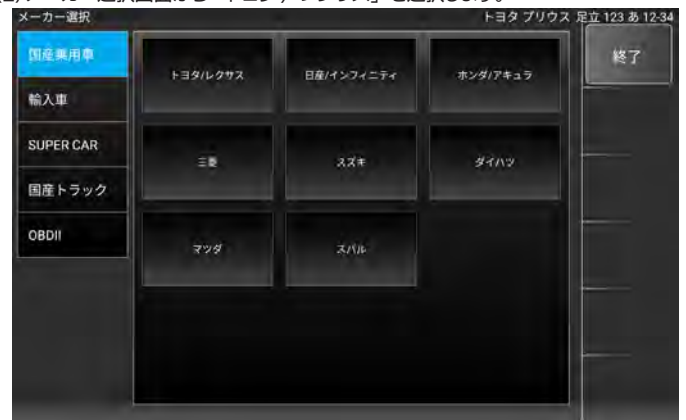 メーカー選択
トヨタ プリウス 足立 123 あ 12-34
国産乗用車
輸入車
SUPER CAR
国産トラック
OBDII
トヨタ/レクサス
日産/インフィニティ
ホンダ/アキュラ
三菱
スズキ
ダイハツ
マツダ
スバル
終了